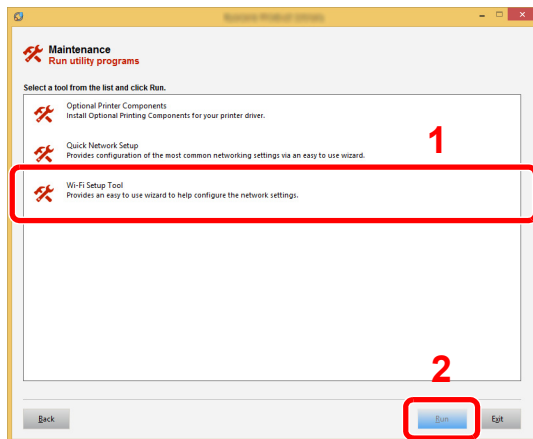 Maintenance
Run utility programs
Select a tool from the list and click Run.
Optional Printer Components
Install Optional Printing Components for your printer driver.
1
Quick Network Setup
Provides configuration of the most common networking settings via an easy to use wizard.
Wi-Fi Setup Tool
Provides an easy to use wizard to help configure the network settings.
2
Back
Run
Exit